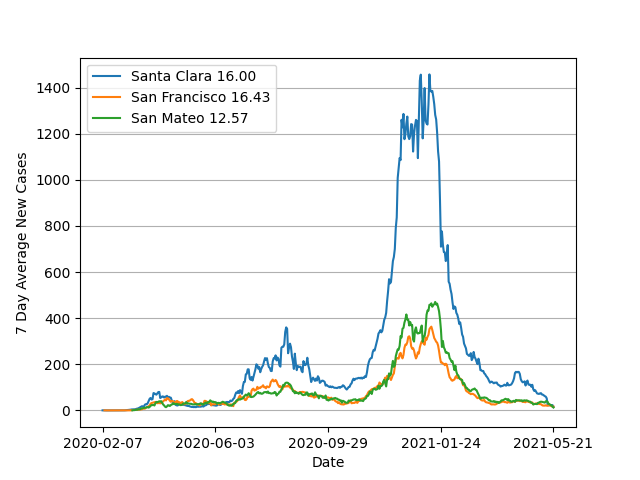 Santa Clara 16.00
San Francisco 16.43
San Mateo 12.57
1400
1200
1000
800
600
400
200
0
7 Day Average New Cases
2020-02-07 2020-06-03 2020-09-29 2021-01-24 2021-05-21
Date